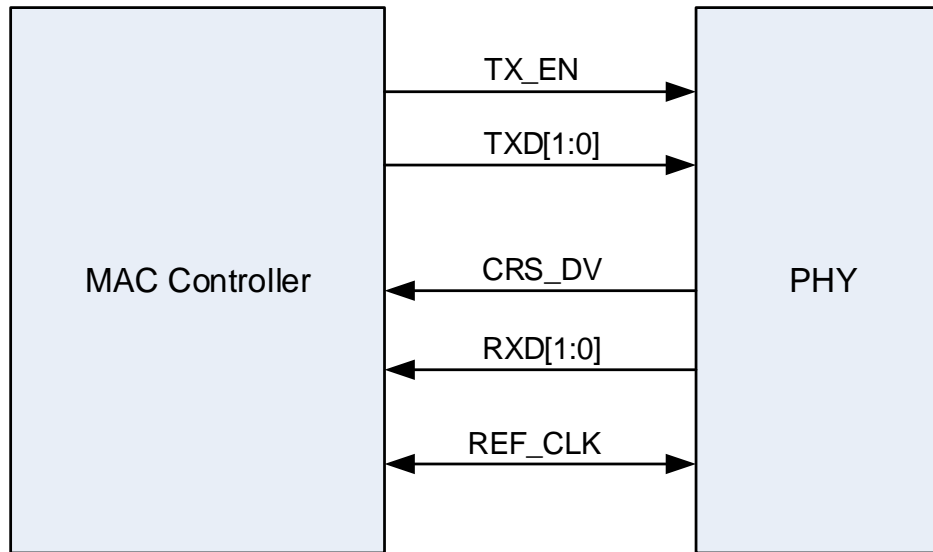 TX_EN
TXD[1:0]
MAC Controller
CRS_DV
PHY
RXD[1:0]
REF_CLK